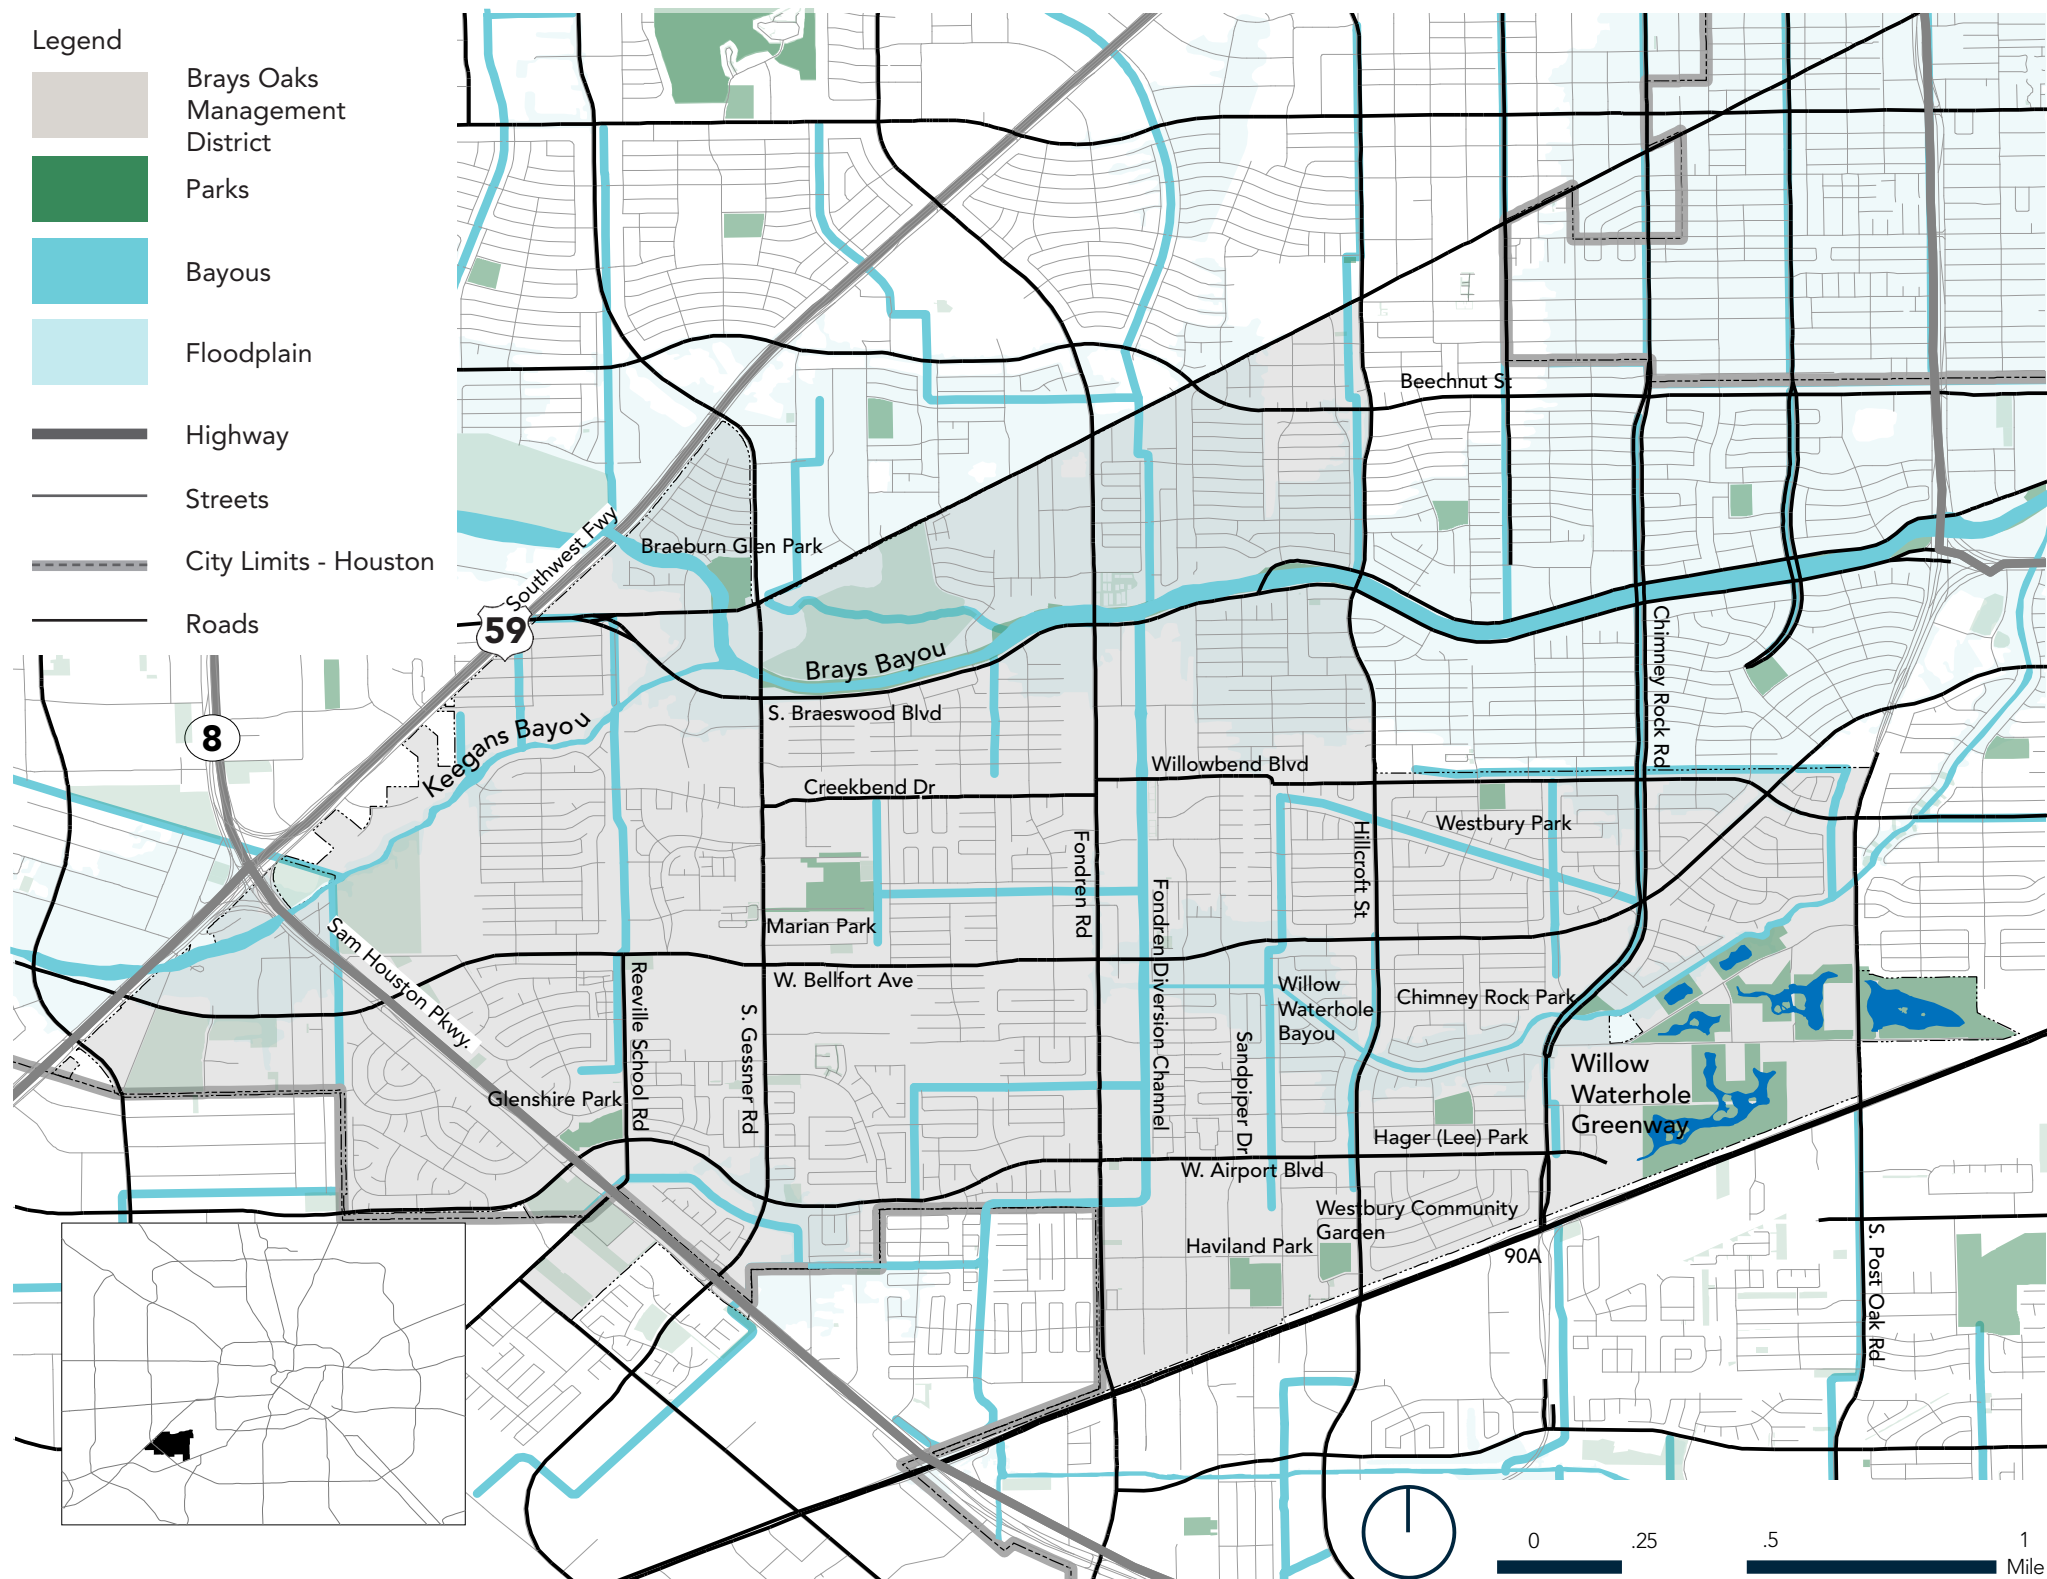 Legend
Brays Oaks
Management
District
Parks
Bayous
Floodplain
Highway
Streets
City Limits - Houston
Roads
Beechnut St
Southwest Fwy
Braeburn Glen Park
59
Brays Bayou
Chimney Rock Rd
8
Keegans Bayou
S. Braeswood Blvd
Willowbend Blvd
Creekbend Dr
Westbury Park
Fondren Rd
Hillcroft St
Marian Park
Sam Houston Pkwy.
W. Bellfort Ave
Fondren Diversion Channel
Reeville School Rd
S. Gessner Rd
Willow
Waterhole
Bayou
Chimney Rock Park
Sandpiper Dr
Willow
Waterhole
Greenway
Glenshire Park
Hager (Lee) Park
W. Airport Blvd
Westbury Community
Garden
Haviland Park
90A
S. Post Oak Rd
0 .25 .5 1
Mile